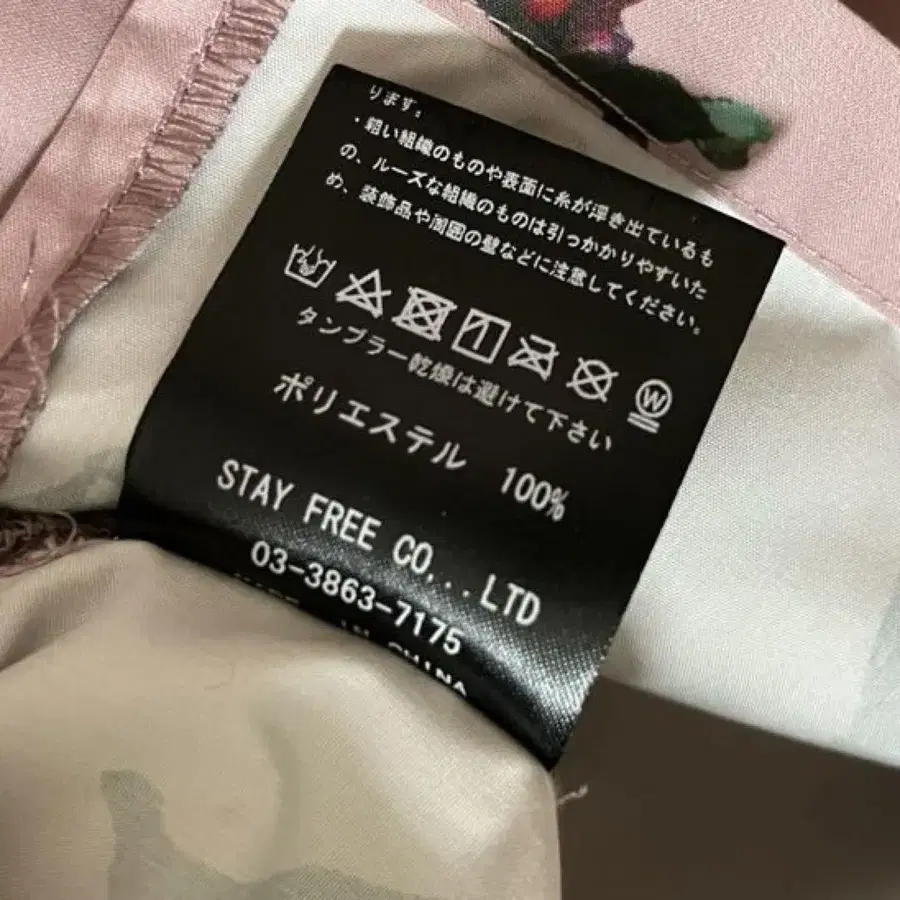 ります。
・粗い組織のものや表面に糸が浮き出ているも
の、ルーズな組織のものは引っかかりやすいた
め、装飾品や周囲の壁などに注意してください。
W
タンブラー乾燥は避けて下さい
ポリエステル 100%
STAY FREE CO...LTD
03-3863-7175
MADE IN CHINA